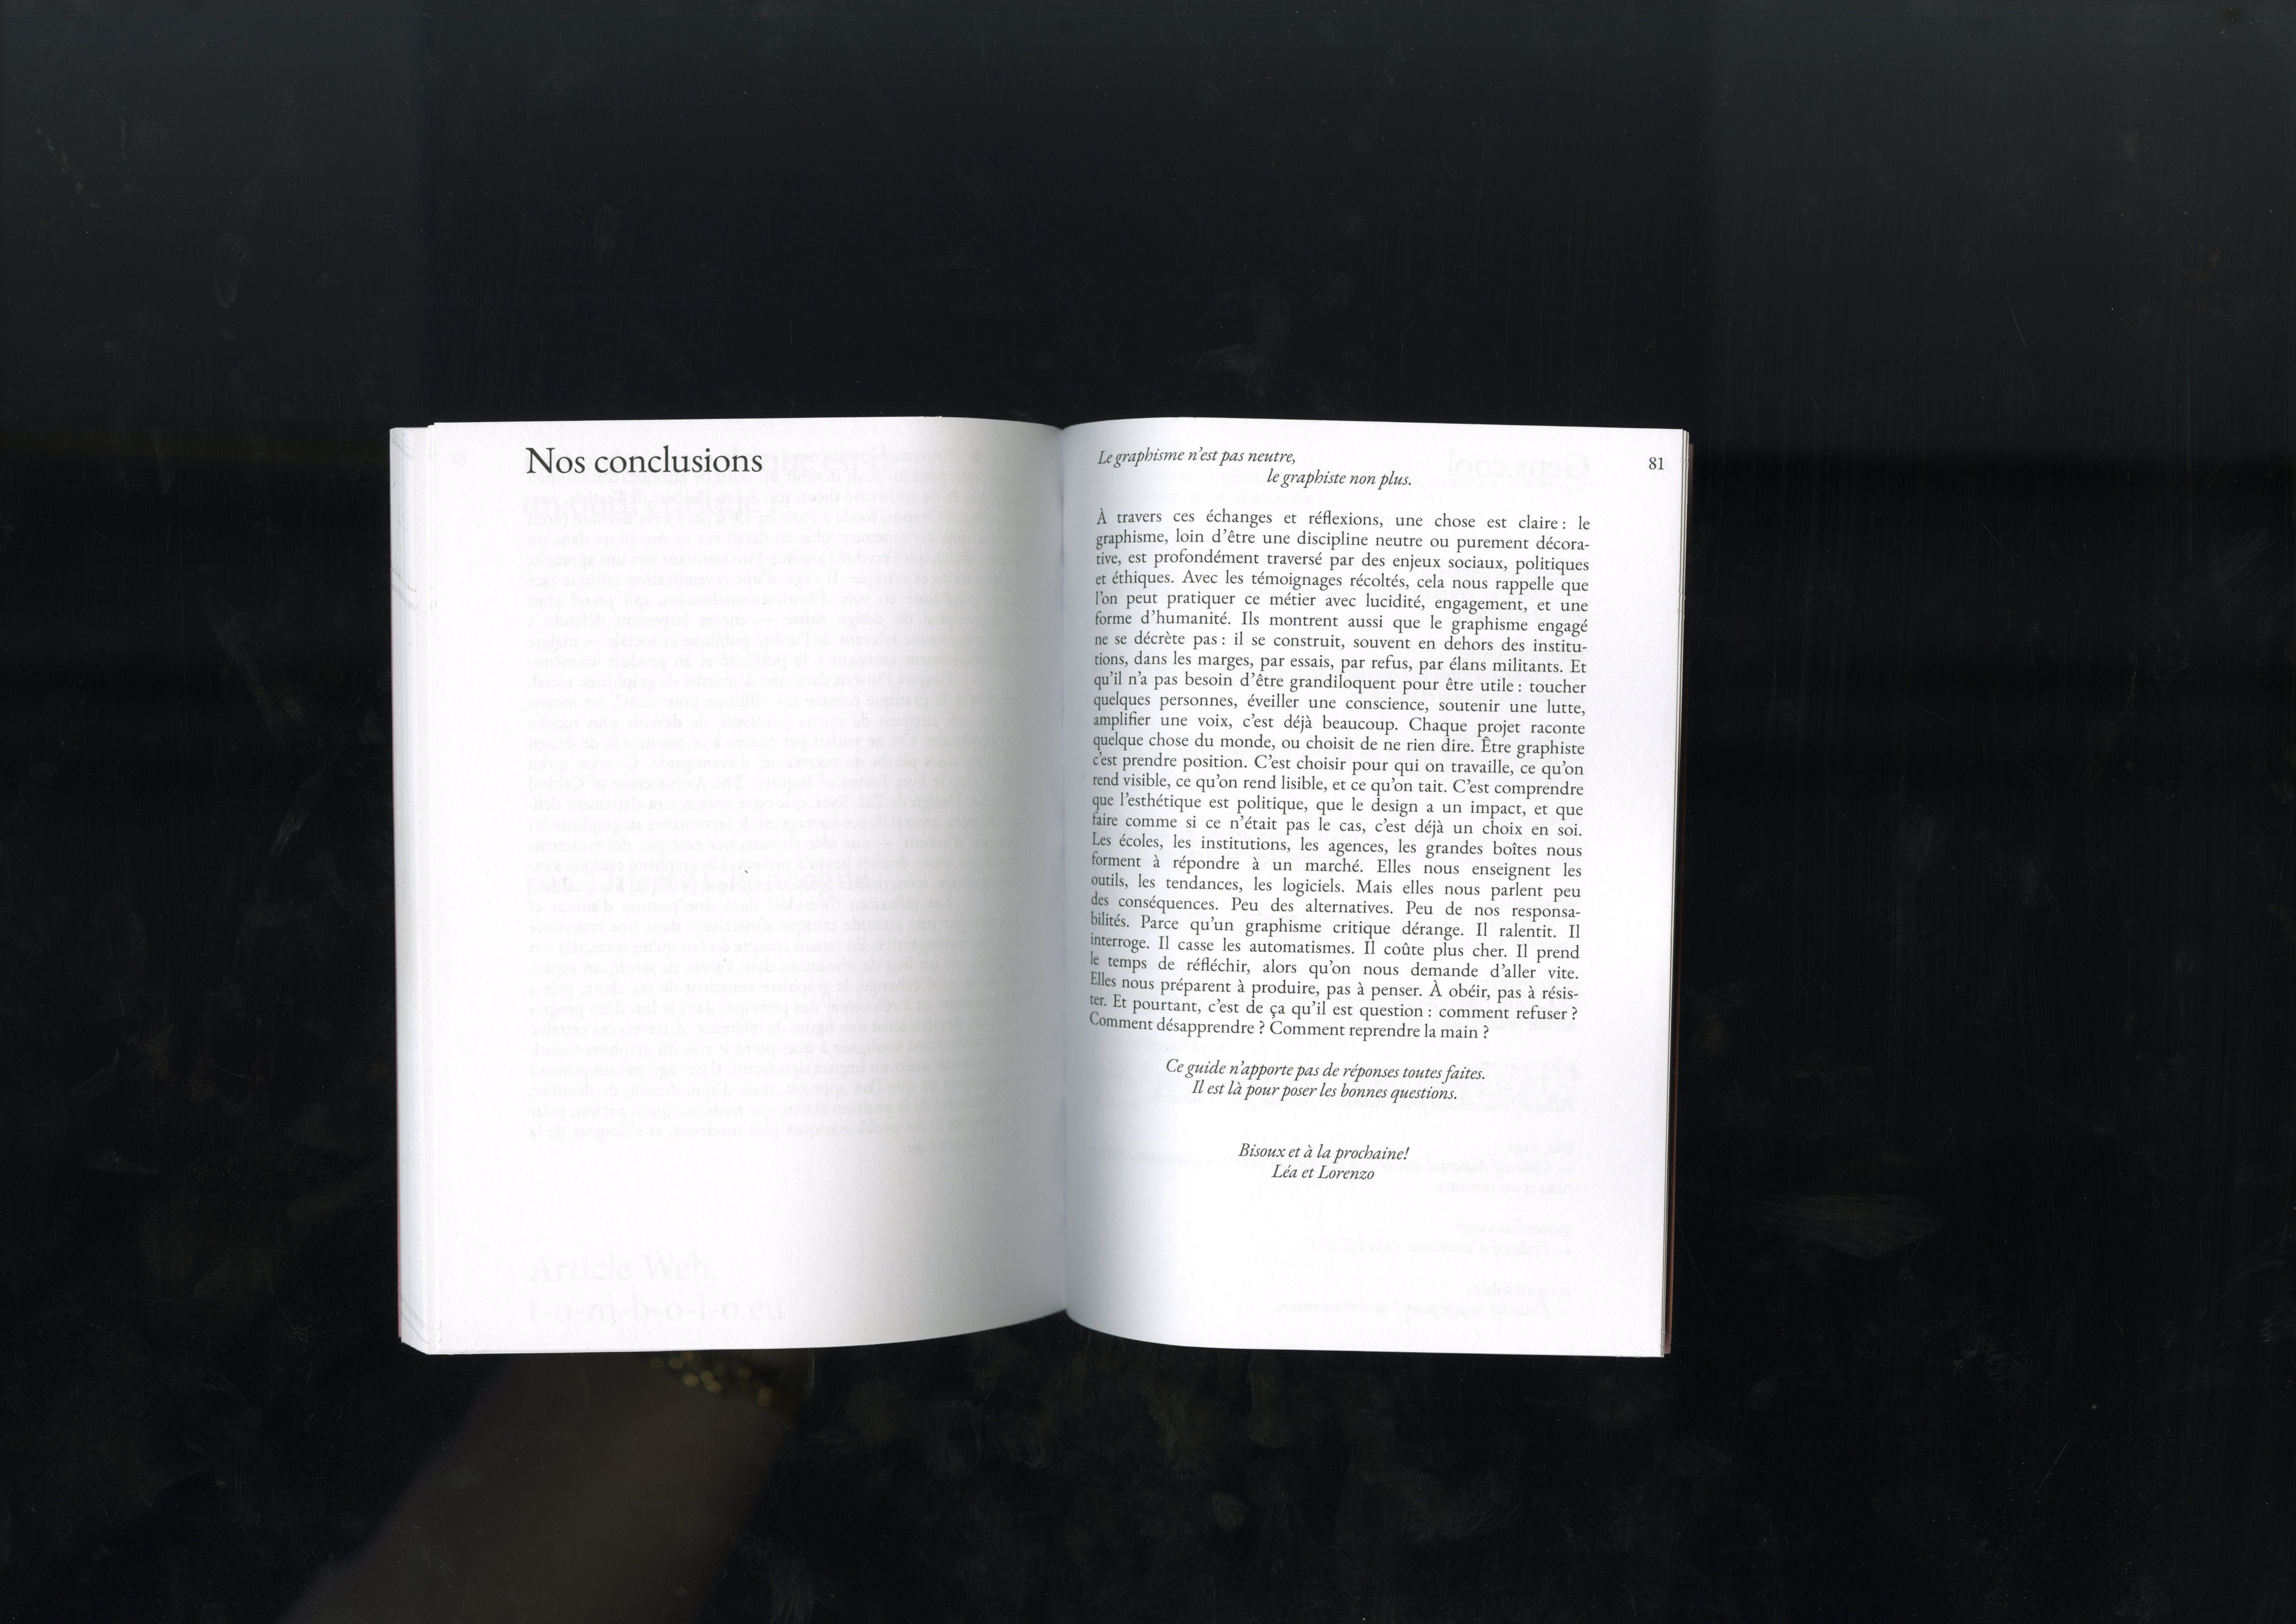 Nos conclusions
Le graphisme n'est pas neutre,
le graphiste non plus.
81
À travers ces échanges et réflexions, une chose est claire : le
graphisme, loin d'être une discipline neutre ou purement décora-
tive, est profondément traversé par des enjeux sociaux, politiques
et éthiques. Avec les témoignages récoltés, cela nous rappelle que
l'on peut pratiquer ce métier avec lucidité, engagement, et une
forme d'humanité. Ils montrent aussi que le graphisme engagé
ne se décrète pas : il se construit, souvent en dehors des institu-
tions, dans les marges, par essais, par refus, par élans militants. Et
qu'il n'a pas besoin d'être grandiloquent pour être utile : toucher
quelques personnes, éveiller une conscience, soutenir une lutte,
amplifier une voix, c'est déjà beaucoup. Chaque projet raconte
quelque chose du monde, ou choisit de ne rien dire. Être graphiste
c'est prendre position. C'est choisir pour qui on travaille, ce qu'on
rend visible, ce qu'on rend lisible, et ce qu'on tait. C'est comprendre
que l'esthétique est politique, que le design a un impact, et que
faire comme si ce n'était pas le cas, c'est déjà un choix en soi.
Les écoles, les institutions, les agences, les grandes boîtes nous
forment à répondre à un marché. Elles nous enseignent les
outils, les tendances, les logiciels. Mais elles nous parlent peu
des conséquences. Peu des alternatives. Peu de nos responsa-
bilités. Parce qu'un graphisme critique dérange. Il ralentit. Il
interroge. Il casse les automatismes. Il coûte plus cher. Il prend
le temps de réfléchir, alors qu'on nous demande d'aller vite.
Elles nous préparent à produire, pas à penser. À obéir, pas à résis-
ter. Et pourtant, c'est de ça qu'il est question : comment refuser ?
Comment désapprendre ? Comment reprendre la main ?
Ce guide n'apporte pas de réponses toutes faites.
Il est là pour poser les bonnes questions.
Bisoux et à la prochaine!
Léa et Lorenzo
Article Web,
t-o-m-b-o-l-o.eu